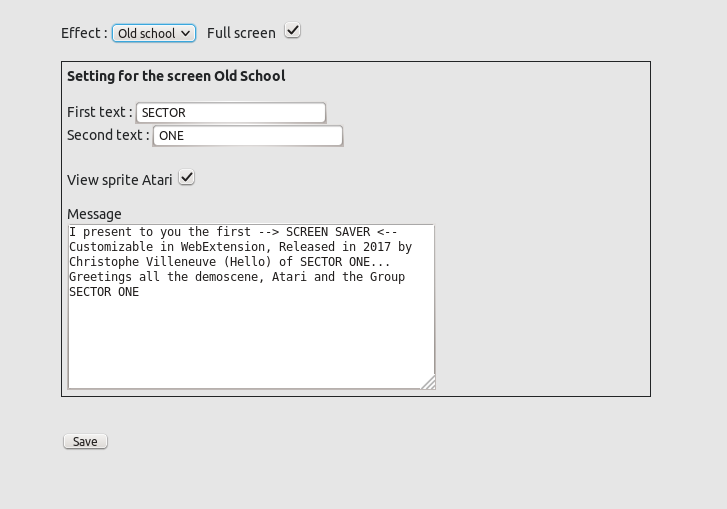 Effect : Old school Full screen
Setting for the screen Old School
First text : SECTOR
Second text : ONE
View sprite Atari
Message
I present to you the first --> SCREEN SAVER <--
Customizable in WebExtension, Released in 2017 by
Christophe Villeneuve (Hello) of SECTOR ONE...
Greetings all the demoscene, Atari and the Group
SECTOR ONE
Save